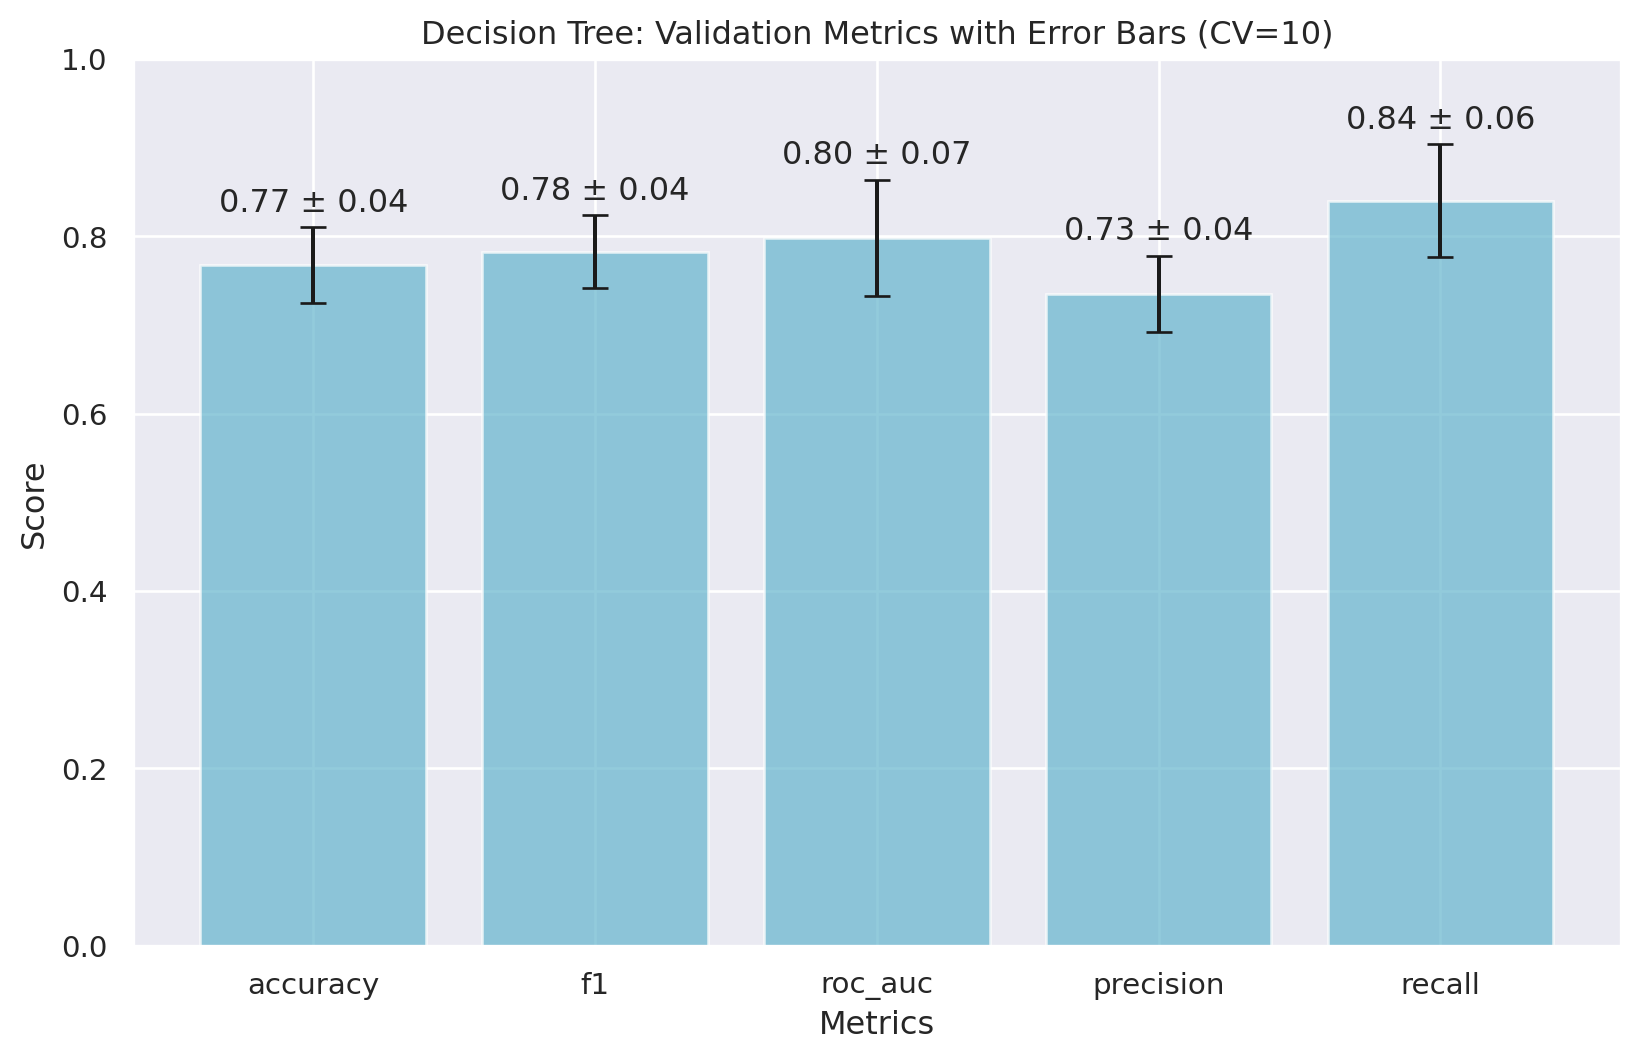 Decision Tree: Validation Metrics with Error Bars (CV=10)
1.0
0.8
0.6
0.4
0.2
0.0
Score
0.77 ± 0.04
0.78 ± 0.04
0.80 ± 0.07
0.73 ± 0.04
0.84 ± 0.06
accuracy
f1
roc_auc
precision
recall
Metrics